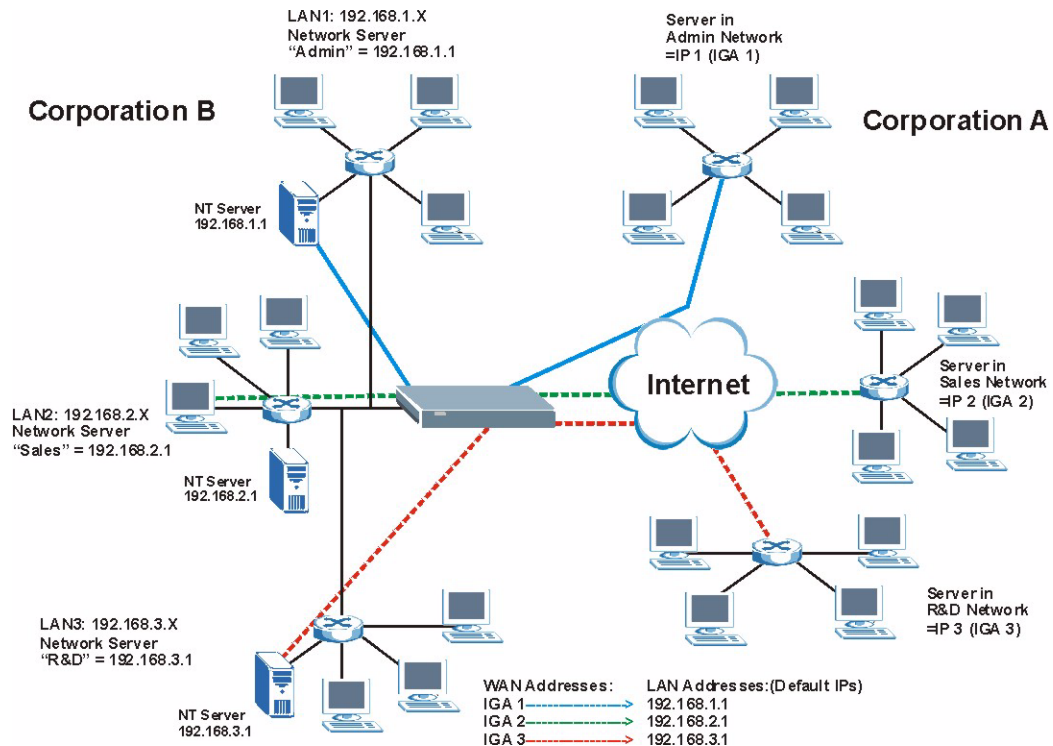 LAN1: 192.168.1.X
Network Server
“Admin” = 192.168.1.1
Server in
Admin Network
=IP1 (IGA 1)
Corporation B
Corporation A
NT Server
192.168.1.1
Internet
Server in
Sales Network
=IP 2 (IGA 2)
LAN2: 192.168.2.X
Network Server
“Sales” = 192.168.2.1
NT Server
192.168.2.1
LAN3: 192.168.3.X
Network Server
“R&D” = 192.168.3.1
NT Server
192.168.3.1
Server in
R&D Network
=IP 3 (IGA 3)
WAN Addresses: LAN Addresses:(Default IPs)
IGA 1 192.168.1.1
IGA 2 192.168.2.1
IGA 3 192.168.3.1